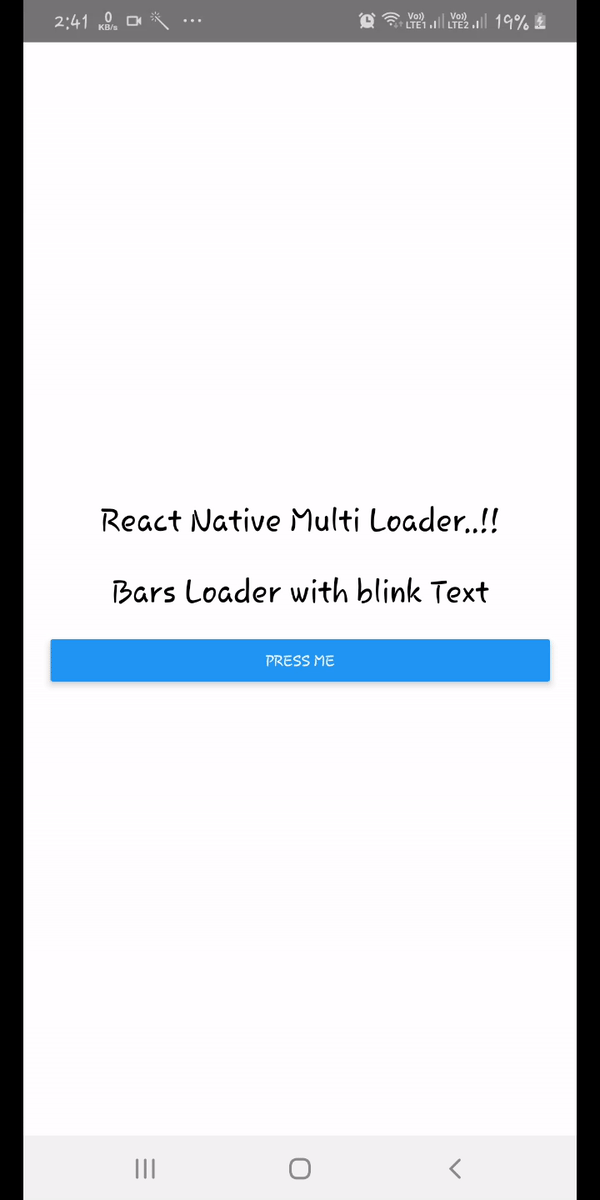 2:41 0 KB/s ... Vo)) LTE1 Vo)) LTE2 19%
React Native Multi Loader..!!
Bars Loader with blink Text
PRESS ME